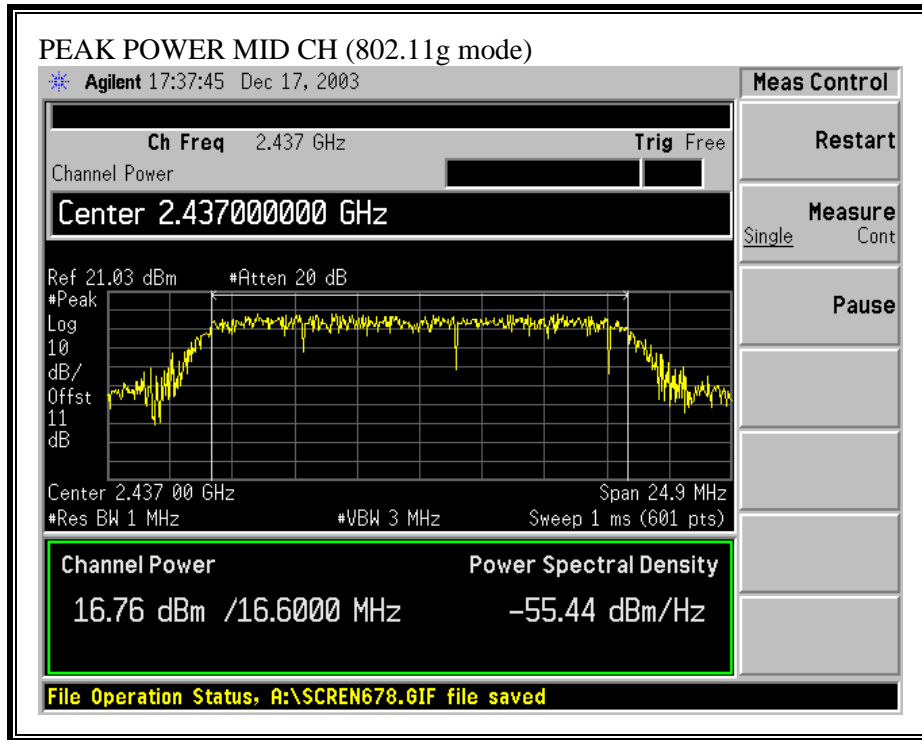 PEAK POWER MID CH (802.11g mode)
Agilent 17:37:45 Dec 17, 2003
Meas Control
Ch Freq 2.437 GHz Trig Free
Channel Power
Restart
Center 2.437000000 GHz
Measure
Single Cont
Ref 21.03 dBm #Atten 20 dB
Pause
#Peak
Log
10
dB/
Offst
11
dB
Center 2.437 00 GHz Span 24.9 MHz
#Res BW 1 MHz #VBW 3 MHz Sweep 1 ms (601 pts)
Channel Power Power Spectral Density
16.76 dBm /16.6000 MHz -55.44 dBm/Hz
File Operation Status, A:\SCREN678.GIF file saved